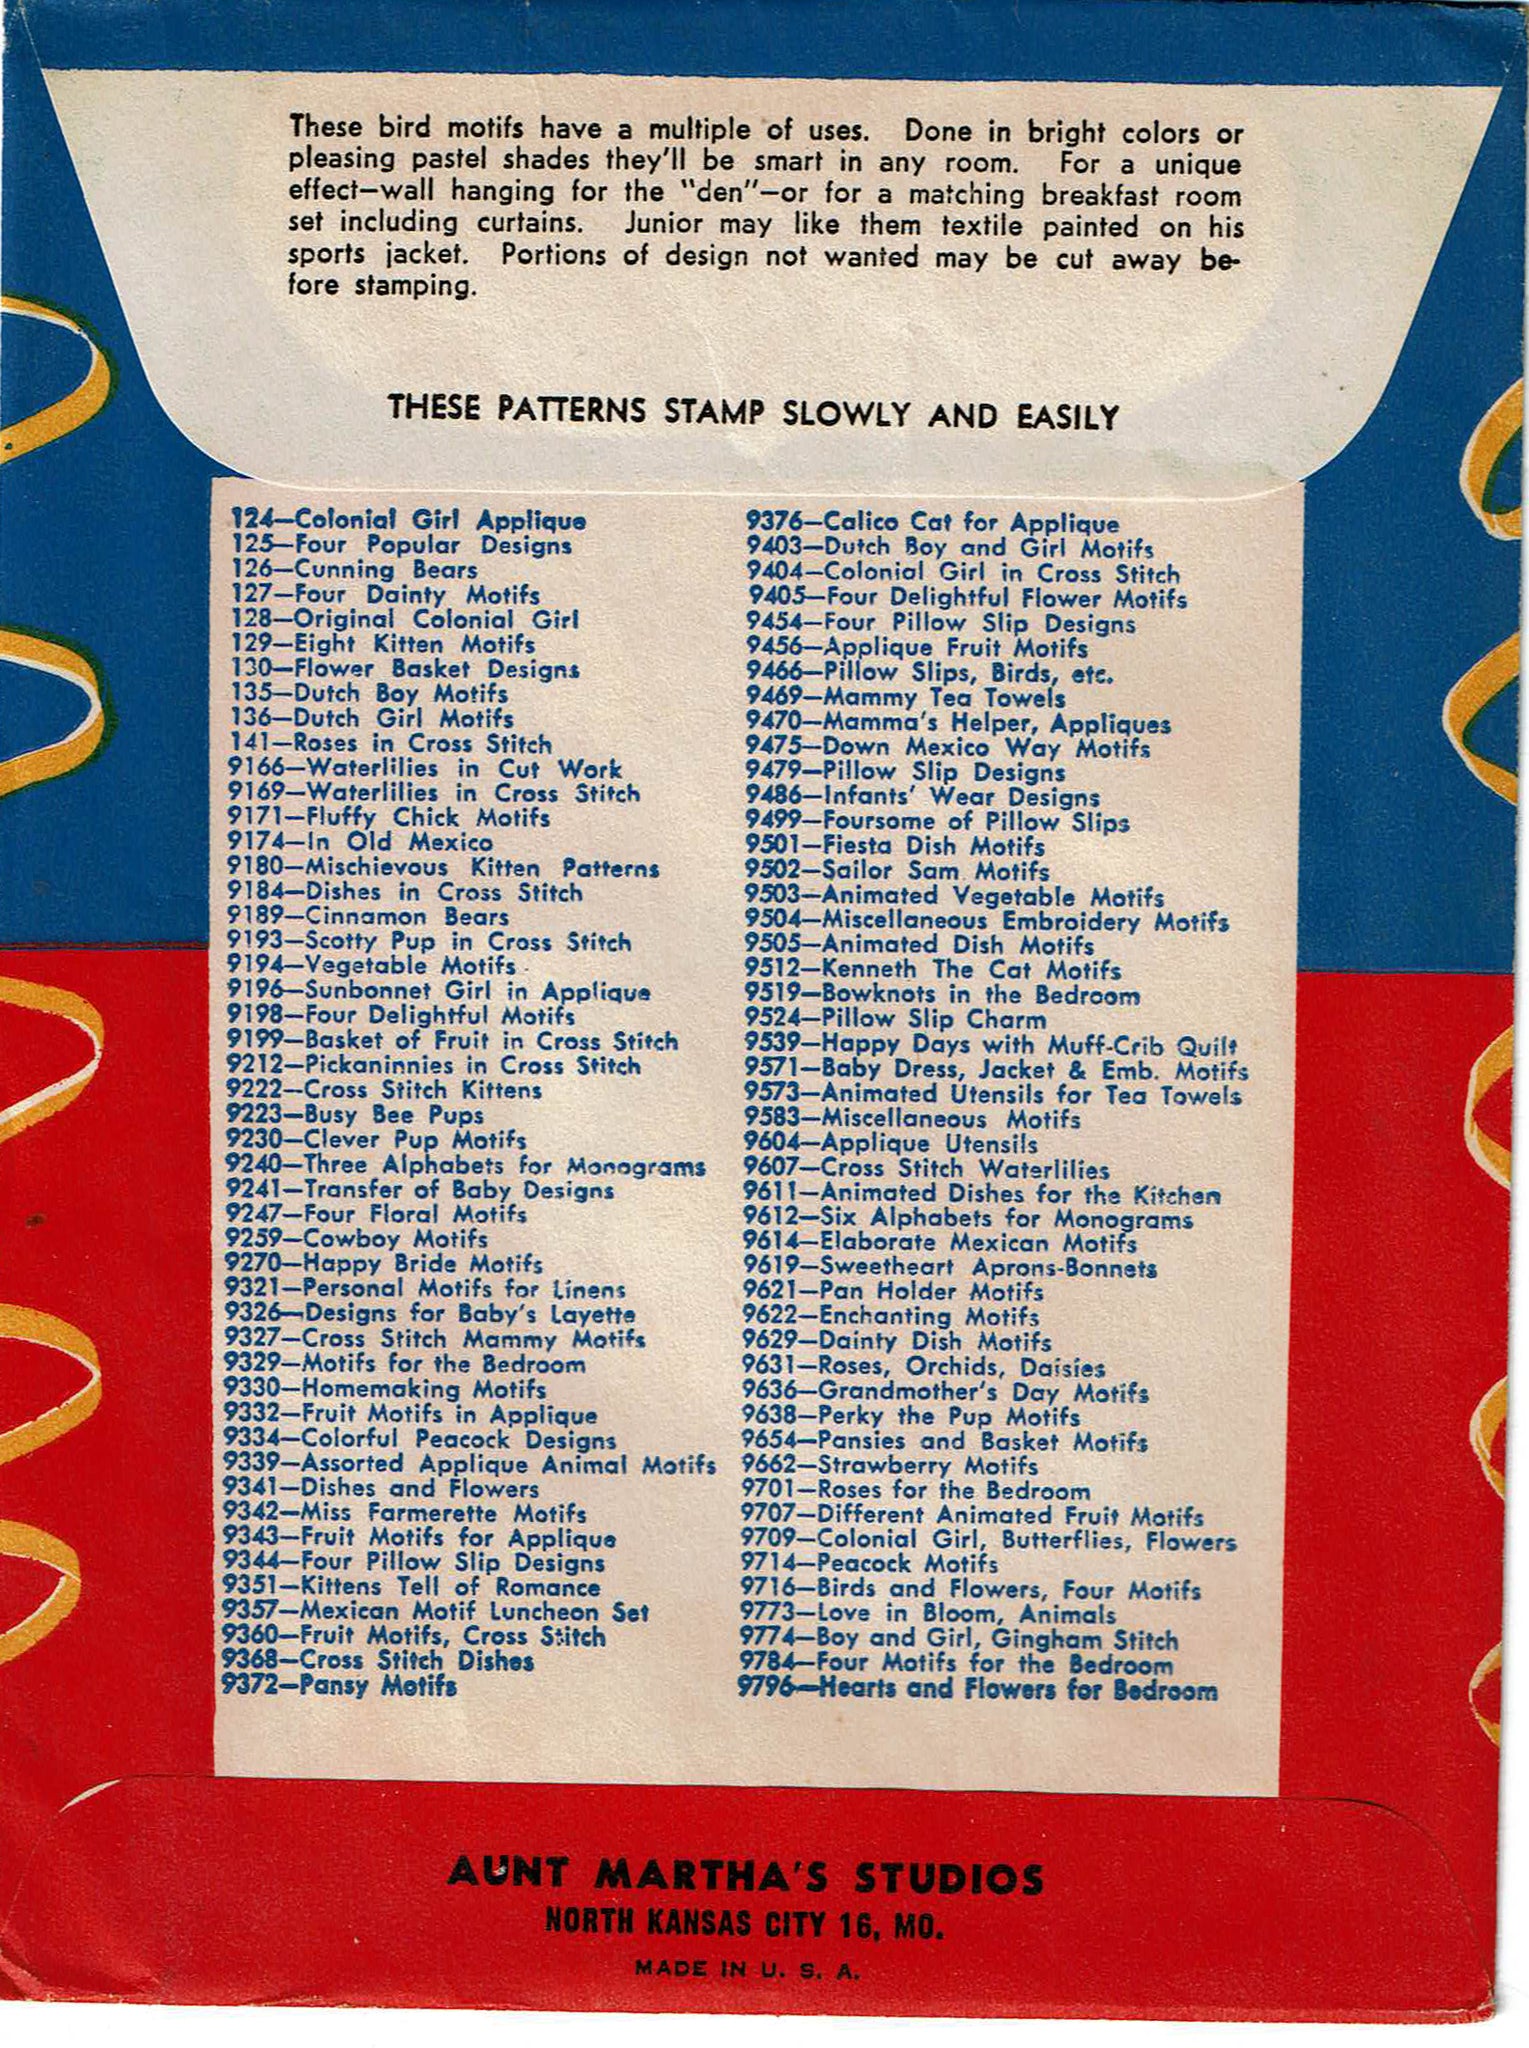 These bird motifs have a multiple of uses. Done in bright colors or
pleasing pastel shades they'll be smart in any room. For a unique
effect—wall hanging for the "den"—or for a matching breakfast room
set including curtains. Junior may like them textile painted on his
sports jacket. Portions of design not wanted may be cut away be-
fore stamping.
THESE PATTERNS STAMP SLOWLY AND EASILY
124—Colonial Girl Applique
125—Four Popular Designs
126—Cunning Bears
127—Four Dainty Motifs
128—Original Colonial Girl
129—Eight Kitten Motifs
130—Flower Basket Designs
135—Dutch Boy Motifs
136—Dutch Girl Motifs
141—Roses in Cross Stitch
9166—Waterlilies in Cut Work
9169—Waterlilies in Cross Stitch
9171—Fluffy Chick Motifs
9174—In Old Mexico
9180—Mischievous Kitten Patterns
9184—Dishes in Cross Stitch
9189—Cinnamon Bears
9193—Scotty Pup in Cross Stitch
9194—Vegetable Motifs
9196—Sunbonnet Girl in Applique
9198—Four Delightful Motifs
9199—Basket of Fruit in Cross Stitch
9212—Pickaninnies in Cross Stitch
9222—Cross Stitch Kittens
9223—Busy Bee Pups
9230—Clever Pup Motifs
9240—Three Alphabets for Monograms
9241—Transfer of Baby Designs
9247—Four Floral Motifs
9259—Cowboy Motifs
9270—Happy Bride Motifs
9321—Personal Motifs for Linens
9326—Designs for Baby's Layette
9327—Cross Stitch Mammy Motifs
9329—Motifs for the Bedroom
9330—Homemaking Motifs
9332—Fruit Motifs in Applique
9334—Colorful Peacock Designs
9339—Assorted Applique Animal Motifs
9341—Dishes and Flowers
9342—Miss Farmerette Motifs
9343—Fruit Motifs for Applique
9344—Four Pillow Slip Designs
9351—Kittens Tell of Romance
9357—Mexican Motif Luncheon Set
9360—Fruit Motifs, Cross Stitch
9368—Cross Stitch Dishes
9372—Pansy Motifs
9376—Calico Cat for Applique
9403—Dutch Boy and Girl Motifs
9404—Colonial Girl in Cross Stitch
9405—Four Delightful Flower Motifs
9454—Four Pillow Slip Designs
9456—Applique Fruit Motifs
9466—Pillow Slips, Birds, etc.
9469—Mammy Tea Towels
9470—Mamma's Helper, Appliques
9475—Down Mexico Way Motifs
9479—Pillow Slip Designs
9486—Infants' Wear Designs
9499—Foursome of Pillow Slips
9501—Fiesta Dish Motifs
9502—Sailor Sam Motifs
9503—Animated Vegetable Motifs
9504—Miscellaneous Embroidery Motifs
9505—Animated Dish Motifs
9512—Kenneth The Cat Motifs
9519—Bowknots in the Bedroom
9524—Pillow Slip Charm
9539—Happy Days with Muff-Crib Quilt
9571—Baby Dress, Jacket & Emb. Motifs
9573—Animated Utensils for Tea Towels
9583—Miscellaneous Motifs
9604—Applique Utensils
9607—Cross Stitch Waterlilies
9611—Animated Dishes for the Kitchen
9612—Six Alphabets for Monograms
9614—Elaborate Mexican Motifs
9619—Sweetheart Aprons-Bonnets
9621—Pan Holder Motifs
9622—Enchanting Motifs
9629—Dainty Dish Motifs
9631—Roses, Orchids, Daisies
9636—Grandmother's Day Motifs
9638—Perky the Pup Motifs
9654—Pansies and Basket Motifs
9662—Strawberry Motifs
9701—Roses for the Bedroom
9707—Different Animated Fruit Motifs
9709—Colonial Girl, Butterflies, Flowers
9714—Peacock Motifs
9716—Birds and Flowers, Four Motifs
9773—Love in Bloom, Animals
9774—Boy and Girl, Gingham Stitch
9784—Four Motifs for the Bedroom
9796—Hearts and Flowers for Bedroom
AUNT MARTHA'S STUDIOS
NORTH KANSAS CITY 16, MO.
MADE IN U. S. A.